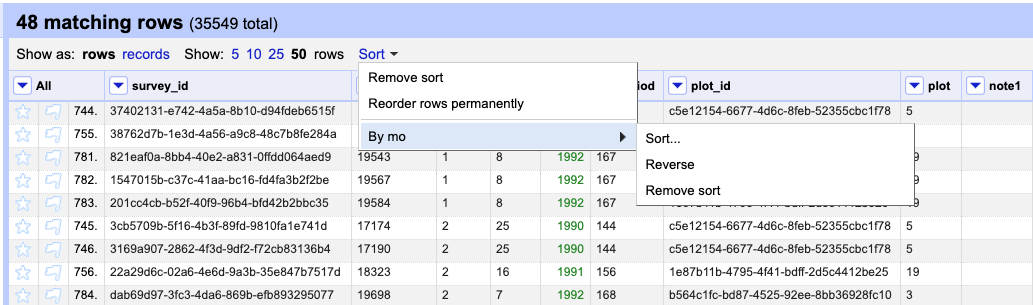 48 matching rows (35549 total)
Show as: rows records Show: 5 10 25 50 rows Sort
Remove sort
Reorder rows permanently
By mo
Sort...
Reverse
Remove sort
All survey_id iod plot_id plot note1
744. 37402131-e742-4a5a-8b10-d94fdeb6515f c5e12154-6677-4d6c-8feb-52355cbc1f78 5
755. 38762d7b-1e3d-4a56-a9c8-48c7b8fe284a
781. 821eaf0a-8bb4-40e2-a831-0ffdd064aed9 19543 1 8 1992 167 9
782. 1547015b-c37c-41aa-bc16-fd4fa3b2f2be 19567 1 8 1992 167
783. 201cc4cb-b52f-40f9-96b4-bfd42b2bbc35 19584 1 8 1992 167
745. 3cb5709b-5f16-4b3f-89fd-9810fa1e741d 17174 2 25 1990 144 c5e12154-6677-4d6c-8feb-52355cbc1f78 5
746. 3169a907-2862-4f3d-9df2-f72cb83136b4 17190 2 25 1990 144 c5e12154-6677-4d6c-8feb-52355cbc1f78 5
756. 22a29d6c-02a6-4e6d-9a3b-35e847b7517d 18323 2 16 1991 156 1e87b11b-4795-4f41-bdff-2d5c4412be25 19
784. dab69d97-3fc3-4da6-869b-efb893295077 19698 2 7 1992 168 b564c1fc-bd87-4525-92ee-8bb36928fc10 3